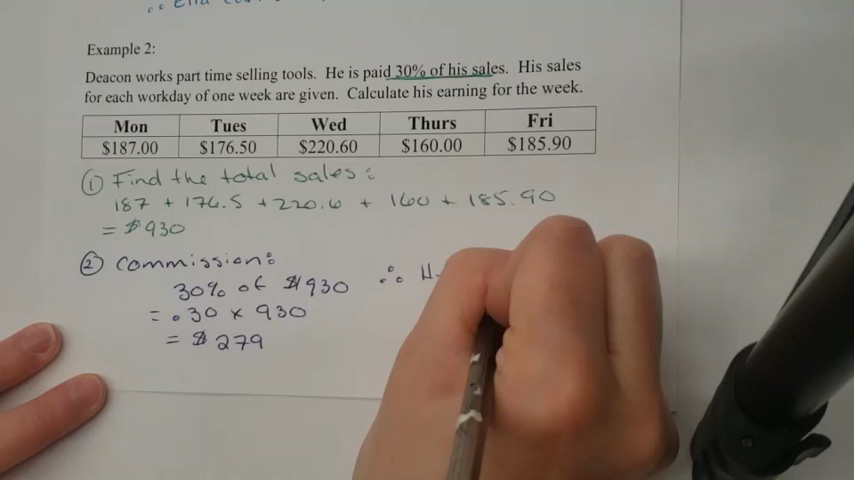 Example 2:
Deacon works part time selling tools. He is paid 30% of his sales. His sales
for each workday of one week are given. Calculate his earning for the week.
Mon Tues Wed Thurs Fri
$187.00 $176.50 $220.60 $160.00 $185.90
① Find the total sales:
187 + 176.5 + 220.6 + 160 + 185.90
= $930
② Commission:
30% of $930 ∴ H
= .30 x 930
= $279